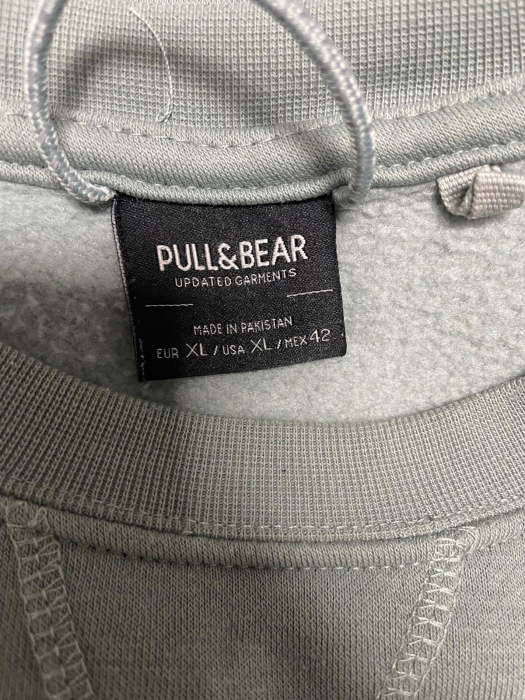 PULL&BEAR
UPDATED GARMENTS
MADE IN PAKISTAN
EUR XL / USA XL / MEX 42